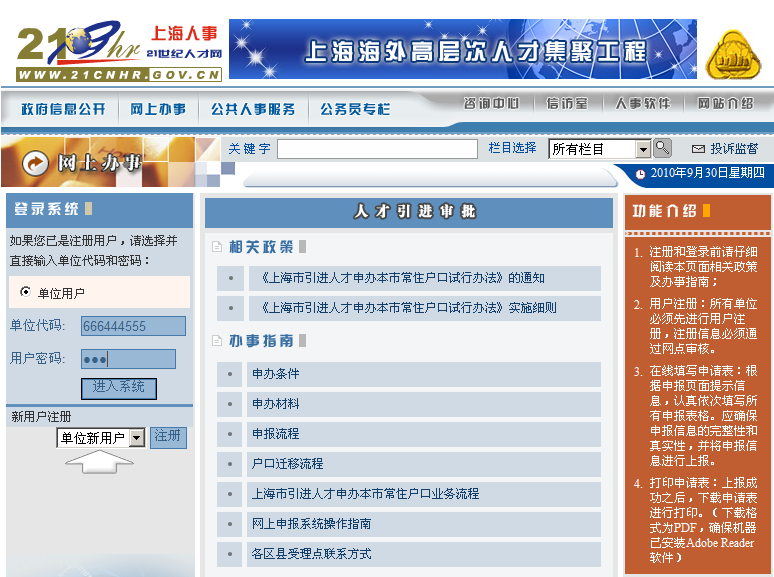 21cnhr
上海人事
21世纪人才网
WWW.21CNHR.GOV.CN
上海海外高层次人才集聚工程
政府信息公开 网上办事 公共人事服务 公务员专栏 咨询中心 信访室 人事软件 网站介绍
网上办事 关键字 栏目选择 所有栏目 投诉监督
2010年9月30日星期四
登录系统
如果您已是注册用户，请选择并
直接输入单位代码和密码：
单位用户
单位代码: 666444555
用户密码: ●●●
进入系统
新用户注册
单位新用户 注册
人才引进审批
相关政策
《上海市引进人才申办本市常住户口试行办法》的通知
《上海市引进人才申办本市常住户口试行办法》实施细则
办事指南
申办条件
申办材料
申报流程
户口迁移流程
上海市引进人才申办本市常住户口业务流程
网上申报系统操作指南
各区县受理点联系方式
功能介绍
1. 注册和登录前请仔细
阅读本页面相关政策
及办事指南；
2. 用户注册：所有单位
必须先进行用户注
册，注册信息必须通
过网点审核。
3. 在线填写申请表：根
据申报页面提示信
息，认真依次填写所
有申报表格。应确保
申报信息的完整性和
真实性，并将申报信
息进行上报。
4. 打印申请表：上报成
功之后，下载申请表
进行打印。（下载格
式为PDF，确保机器
已安装Adobe Reader
软件）